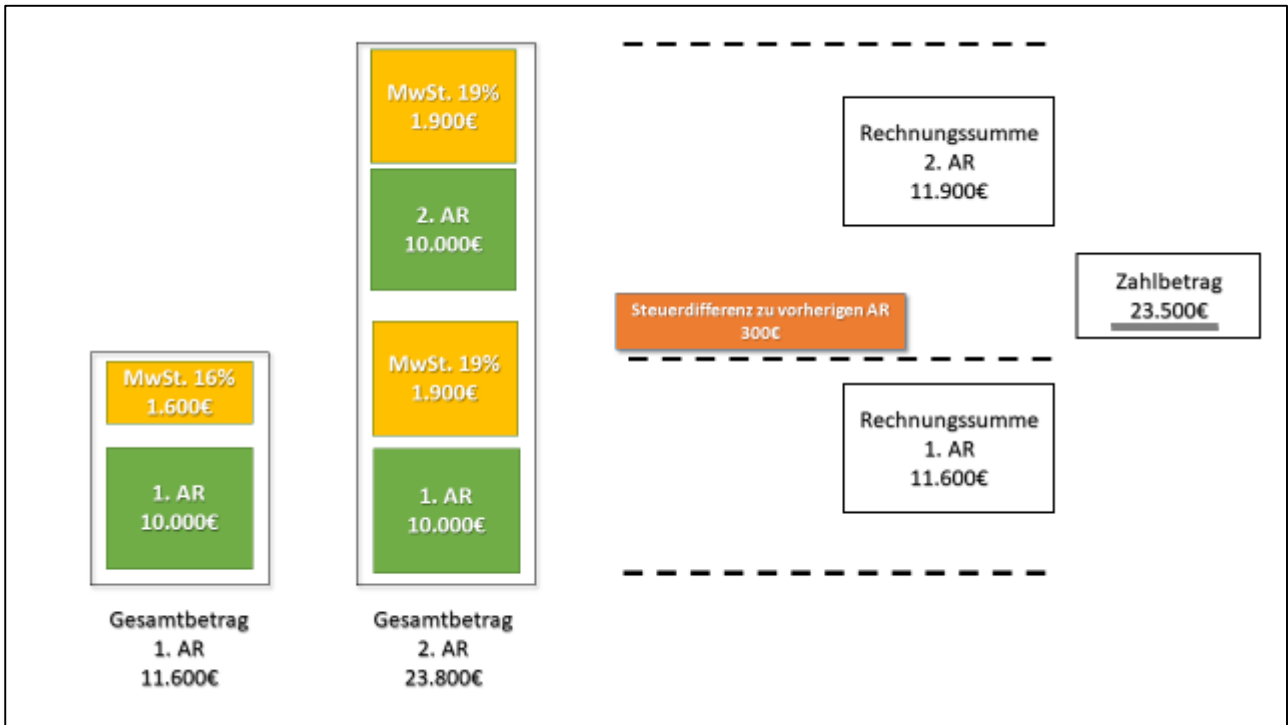 MwSt. 19%
1.900€
2. AR
10.000€
MwSt. 19%
1.900€
1. AR
10.000€
MwSt. 16%
1.600€
1. AR
10.000€
Gesamtbetrag
1. AR
11.600€
Gesamtbetrag
2. AR
23.800€
Steuerdifferenz zu vorherigen AR
300€
Rechnungssumme
2. AR
11.900€
Rechnungssumme
1. AR
11.600€
Zahlbetrag
23.500€